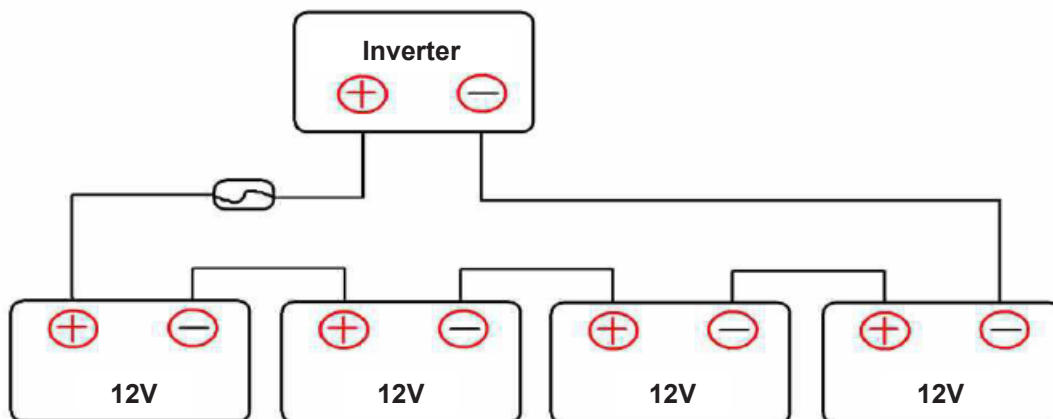 Inverter
+ −
+ − + − + − + −
12V 12V 12V 12V